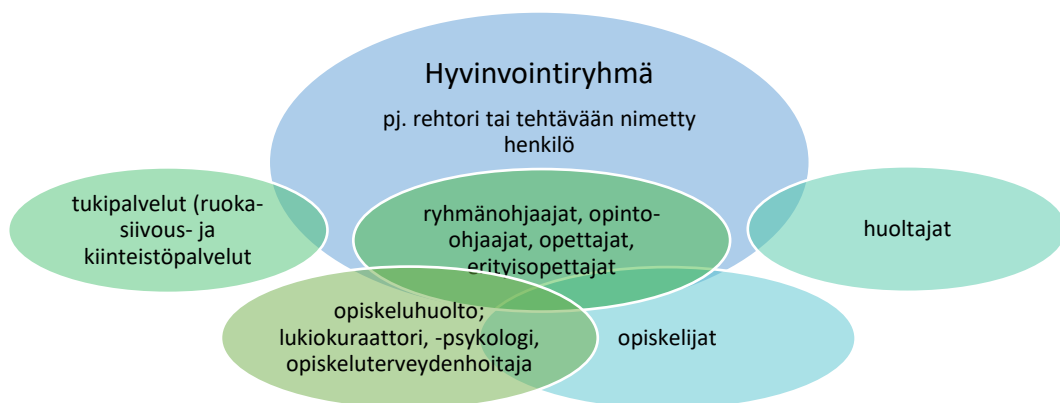 Hyvinvointiryhmä
pj. rehtori tai tehtävään nimetty
henkilö
tukipalvelut (ruoka-
siivous- ja
kiinteistöpalvelut
ryhmänohjaajat, opinto-
ohjaajat, opettajat,
erityisopettajat
huoltajat
opiskeluhuolto;
lukiokuraattori, -psykologi,
opiskeluterveydenhoitaja
opiskelijat